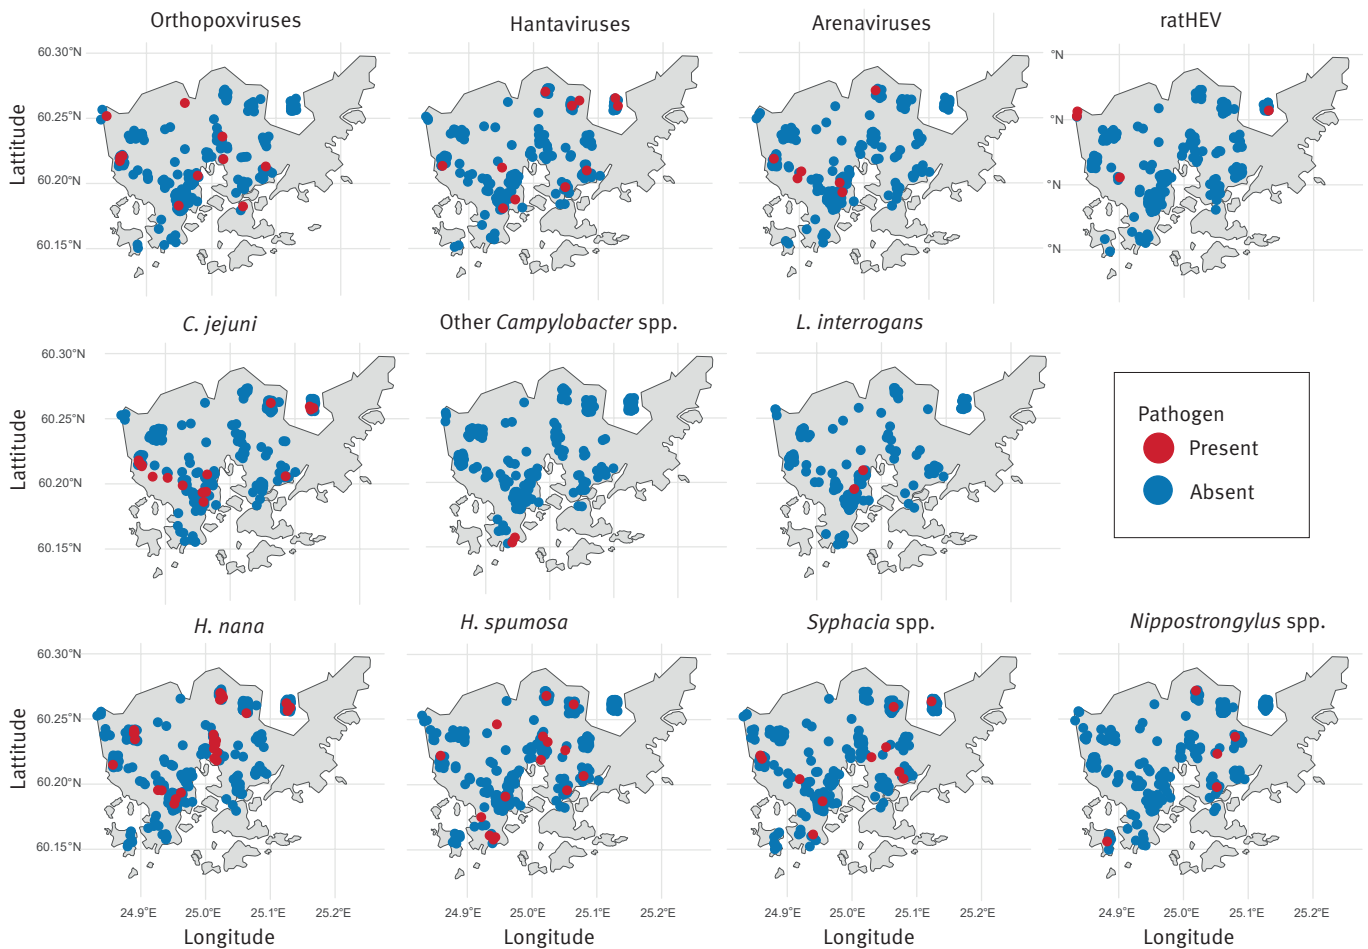 Orthopoxviruses
Hantaviruses
Arenaviruses
ratHEV
60.30°N
60.25°N
60.20°N
60.15°N
Lattitude
°N
°N
°N
°N
C. jejuni
Other Campylobacter spp.
L. interrogans
60.30°N
60.25°N
60.20°N
60.15°N
Lattitude
Pathogen
Present
Absent
H. nana
H. spumosa
Syphacia spp.
Nippostrongylus spp.
60.30°N
60.25°N
60.20°N
60.15°N
Lattitude
24.9°E 25.0°E 25.1°E 25.2°E
24.9°E 25.0°E 25.1°E 25.2°E
24.9°E 25.0°E 25.1°E 25.2°E
24.9°E 25.0°E 25.1°E 25.2°E
Longitude
Longitude
Longitude
Longitude